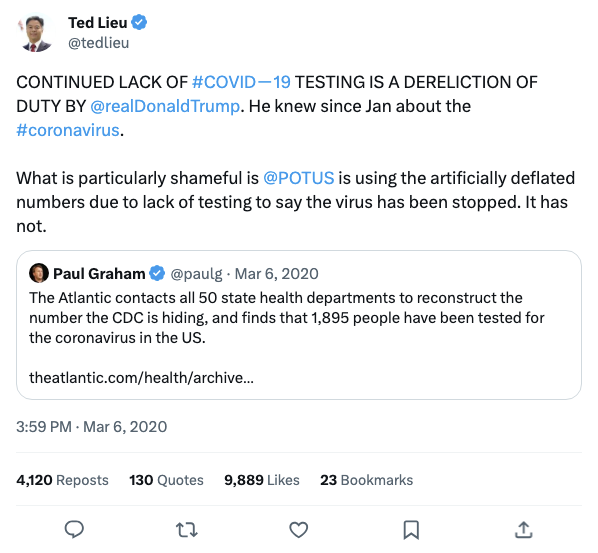 Ted Lieu
@tedlieu
CONTINUED LACK OF #COVID—19 TESTING IS A DERELICTION OF
DUTY BY @realDonaldTrump. He knew since Jan about the
#coronavirus.
What is particularly shameful is @POTUS is using the artificially deflated
numbers due to lack of testing to say the virus has been stopped. It has
not.
Paul Graham @paulg · Mar 6, 2020
The Atlantic contacts all 50 state health departments to reconstruct the
number the CDC is hiding, and finds that 1,895 people have been tested for
the coronavirus in the US.
theatlantic.com/health/archive...
3:59 PM · Mar 6, 2020
4,120 Reposts 130 Quotes 9,889 Likes 23 Bookmarks